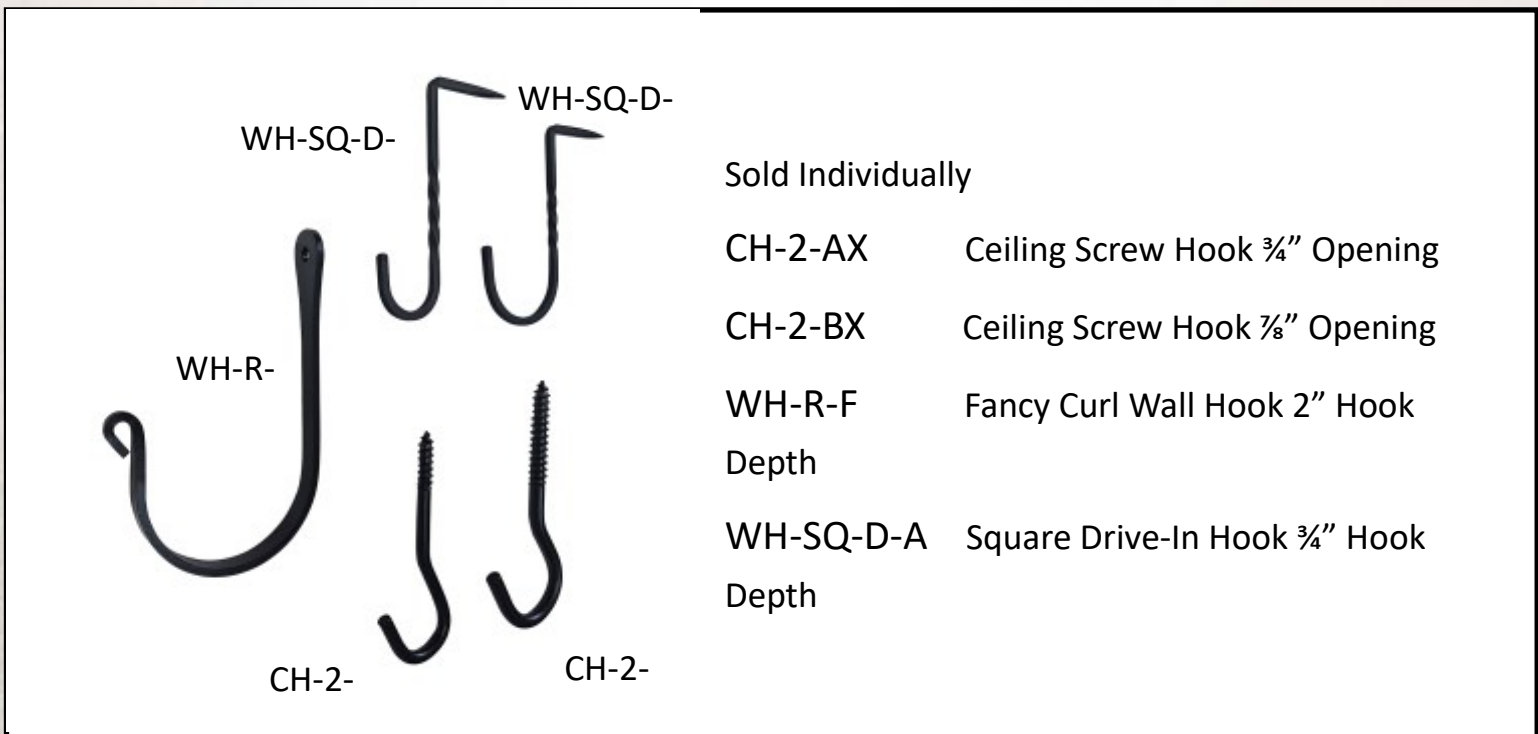 WH-SQ-D-
WH-SQ-D-
WH-R-
CH-2-
CH-2-
Sold Individually
CH-2-AX Ceiling Screw Hook ¾” Opening
CH-2-BX Ceiling Screw Hook ⅞” Opening
WH-R-F Fancy Curl Wall Hook 2” Hook
Depth
WH-SQ-D-A Square Drive-In Hook ¾” Hook
Depth